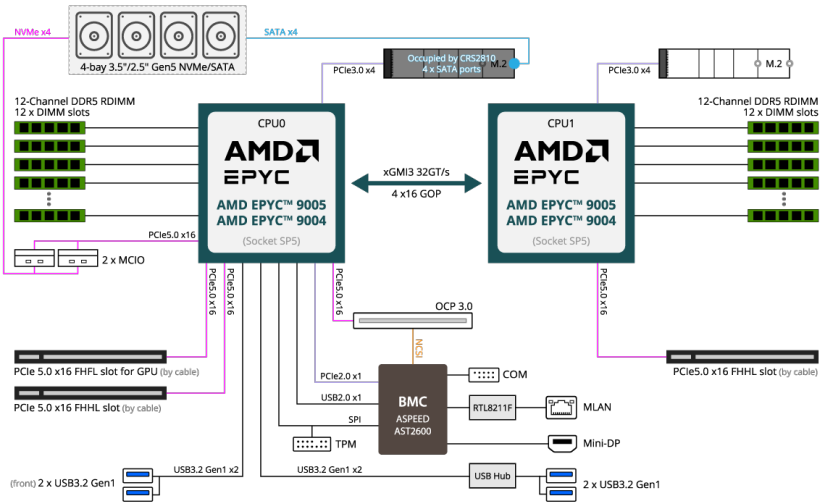 NVMe x4
SATA x4
4-bay 3.5"/2.5" Gen5 NVMe/SATA
PCIe3.0 x4
Occupied by CRS2810
4 x SATA ports
M.2
PCIe3.0 x4
M.2
12-Channel DDR5 RDIMM
12 x DIMM slots
12-Channel DDR5 RDIMM
12 x DIMM slots
CPU0
AMD
EPYC
AMD EPYC™ 9005
AMD EPYC™ 9004
(Socket SP5)
xGMI3 32GT/s
4 x16 GOP
CPU1
AMD
EPYC
AMD EPYC™ 9005
AMD EPYC™ 9004
(Socket SP5)
PCIe5.0 x16
2 x MCIO
PCIe5.0 x16
PCIe5.0 x16
PCIe5.0 x16
PCIe5.0 x16
OCP 3.0
NCSI
PCIe 5.0 x16 FHFL slot for GPU (by cable)
PCIe 5.0 x16 FHHL slot (by cable)
PCIe5.0 x16 FHHL slot (by cable)
PCIe2.0 x1
USB2.0 x1
SPI
TPM
BMC
ASPEED
AST2600
COM
RTL8211F
MLAN
Mini-DP
USB3.2 Gen1 x2
(front) 2 x USB3.2 Gen1
USB3.2 Gen1 x2
USB Hub
2 x USB3.2 Gen1